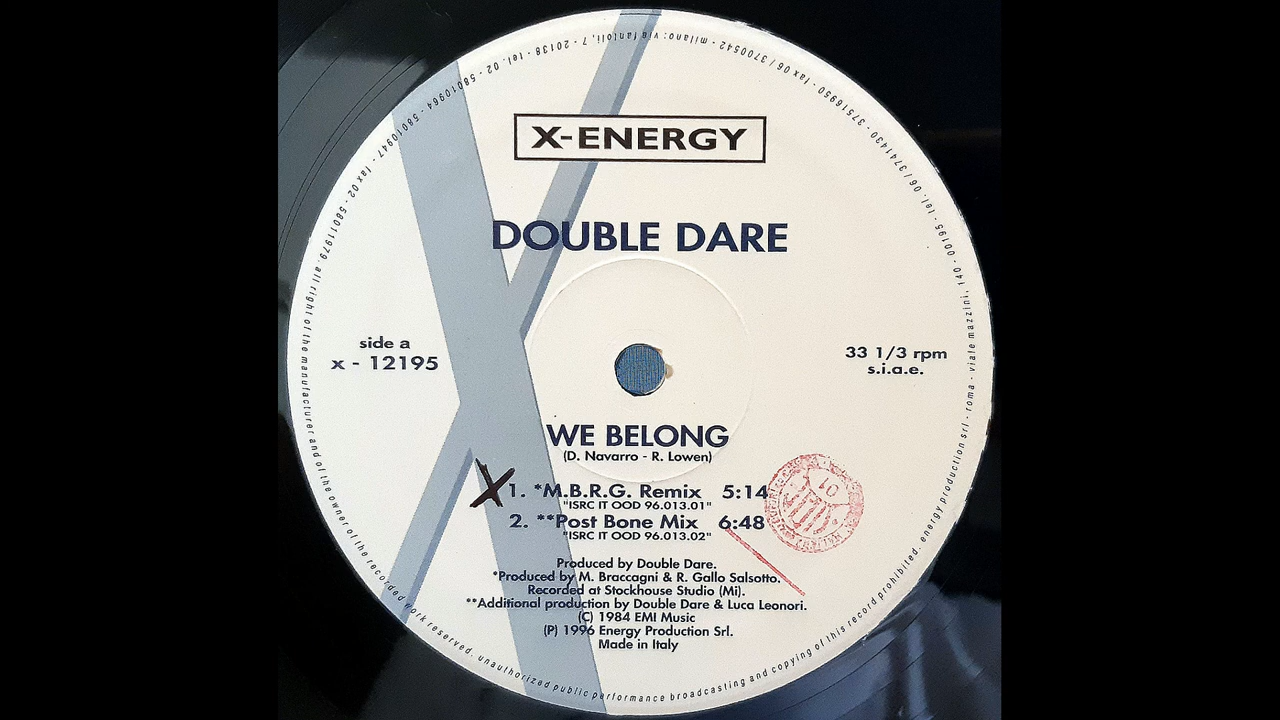 X-ENERGY
DOUBLE DARE
side a
x - 12195
33 1/3 rpm
s.i.a.e.
WE BELONG
(D. Navarro - R. Lowen)
X 1. *M.B.R.G. Remix 5:14
"ISRC IT OOD 96.013.01"
2. **Post Bone Mix 6:48
"ISRC IT OOD 96.013.02"
Produced by Double Dare.
*Produced by M. Braccagni & R. Gallo Salsotto.
Recorded at Stockhouse Studio (Mi).
**Additional production by Double Dare & Luca Leonori.
(C) 1984 EMI Music
(P) 1996 Energy Production Srl.
Made in Italy
all right of the manufacturer and of the owner of the recorded work reserved. unauthorized public performance broadcasting and copying of this record prohibited. energy production srl - roma - viale mazzini, 140 - 00195 - tel. 06 / 3741430 - 37516950 - fax 06 / 3700542 - milano: via fantoli, 7 - 20138 - tel. 02 - 58010964 - 58010947 - fax 02 - 58011979.